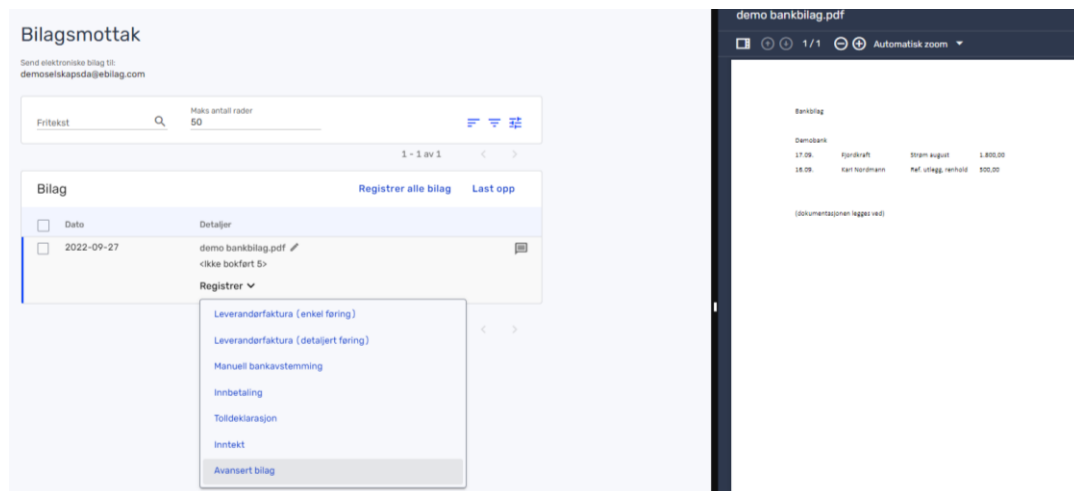 Bilagsmottak
Send elektroniske bilag til:
demoselskapsda@ebilag.com
Fritekst
Maks antall rader
50
1 - 1 av 1
Bilag
Registrer alle bilag
Last opp
Dato
Detaljer
2022-09-27
demo bankbilag.pdf
<Ikke bokført 5>
Registrer
Leverandørfaktura (enkel føring)
Leverandørfaktura (detaljert føring)
Manuell bankavstemming
Innbetaling
Tolldeklarasjon
Inntekt
Avansert bilag
demo bankbilag.pdf
1/1
Automatisk zoom
Bankbilag
Demobank
17.09. Fjordkraft Strøm august 1.800,00
18.09. Kari Nordmann Ref. utlegg, renhold 500,00
(dokumentasjonen legges ved)